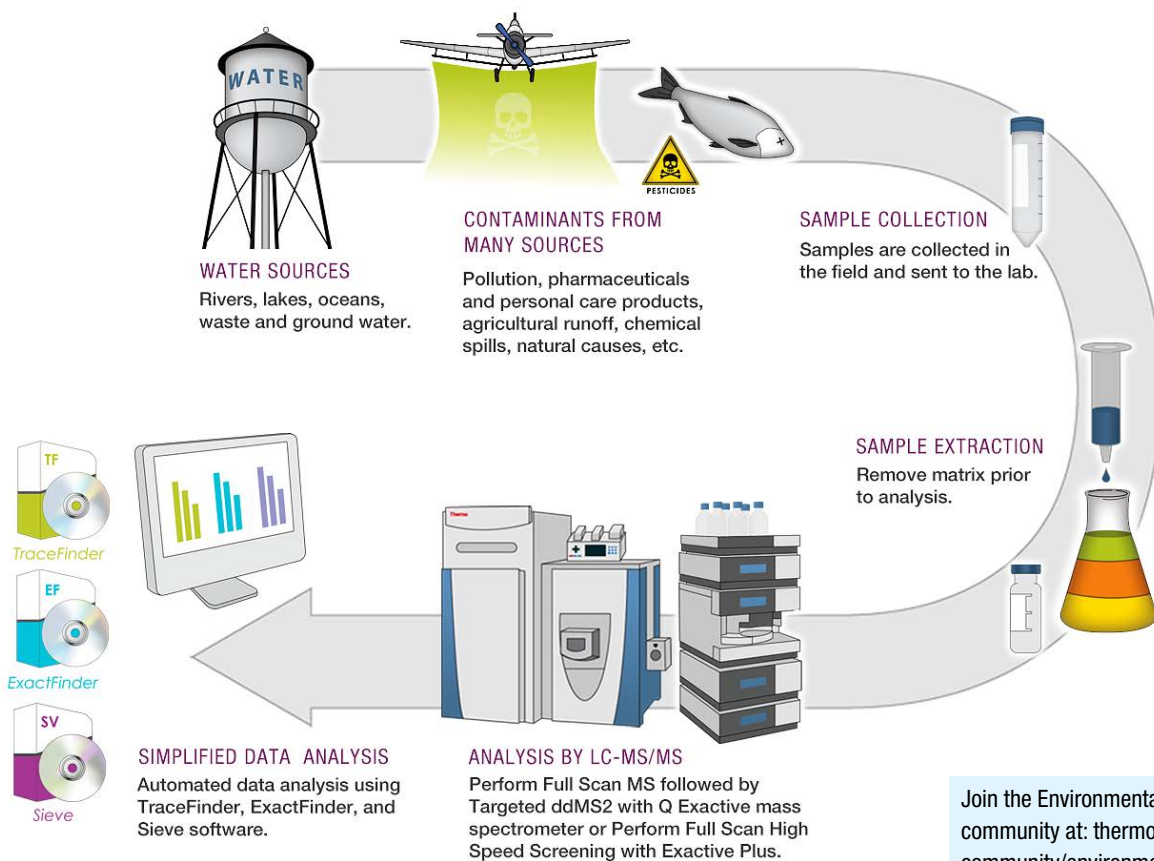 WATER
PESTICIDES
WATER SOURCES
Rivers, lakes, oceans,
waste and ground water.
CONTAMINANTS FROM
MANY SOURCES
Pollution, pharmaceuticals
and personal care products,
agricultural runoff, chemical
spills, natural causes, etc.
SAMPLE COLLECTION
Samples are collected in
the field and sent to the lab.
SAMPLE EXTRACTION
Remove matrix prior
to analysis.
TF
TraceFinder
EF
ExactFinder
SV
Sieve
Thermo
SIMPLIFIED DATA ANALYSIS
Automated data analysis using
TraceFinder, ExactFinder, and
Sieve software.
ANALYSIS BY LC-MS/MS
Perform Full Scan MS followed by
Targeted ddMS2 with Q Exactive mass
spectrometer or Perform Full Scan High
Speed Screening with Exactive Plus.
Join the Environmenta
community at: thermo